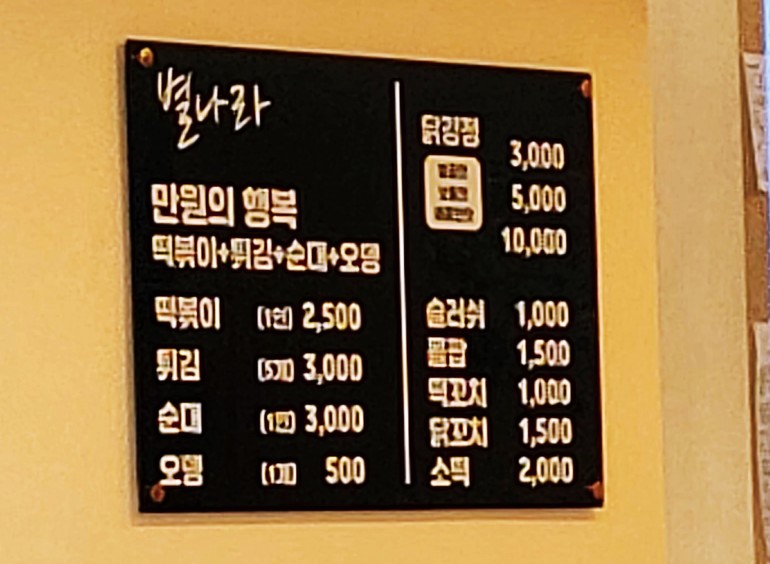 별나라
만원의 행복
떡볶이+튀김+순대+오뎅
떡볶이 (1인) 2,500
튀김 (5개) 3,000
순대 (1인) 3,000
오뎅 (1개) 500
닭강정
3,000
5,000
10,000
슬러쉬 1,000
콜팝 1,500
떡꼬치 1,000
닭꼬치 1,500
소떡 2,000